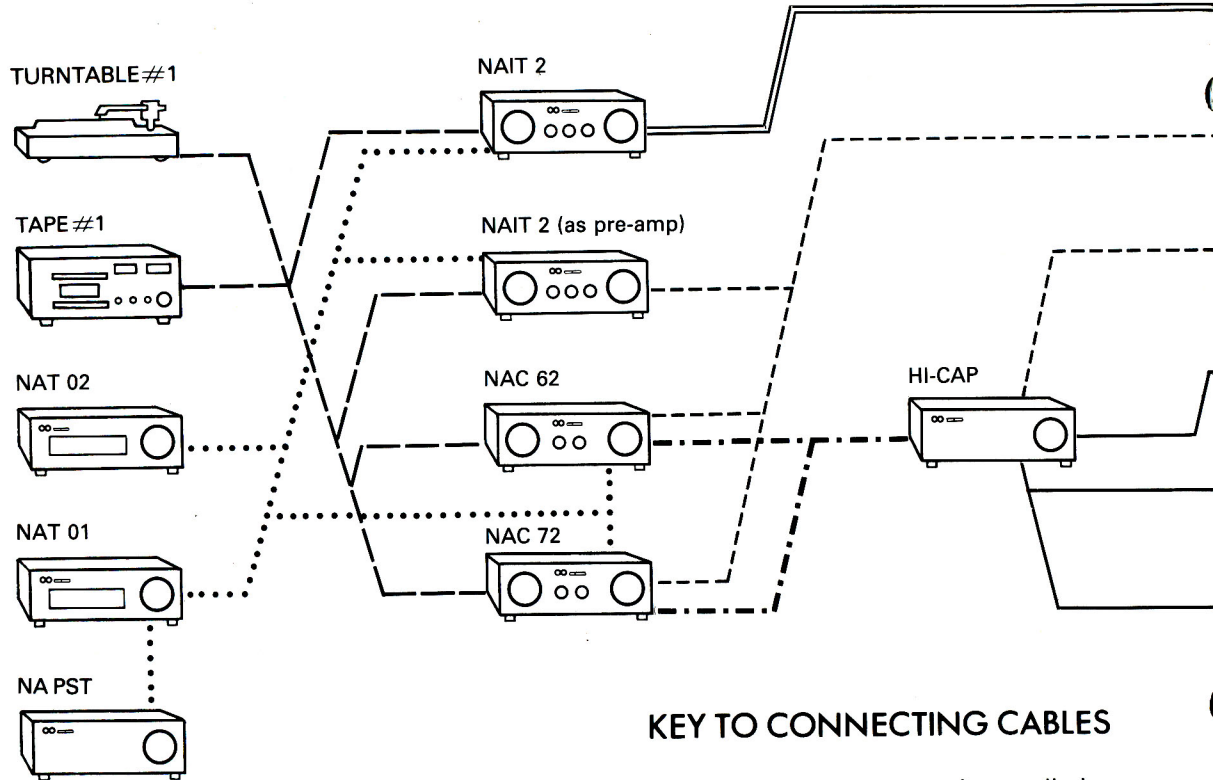 TURNTABLE#1
NAIT 2
TAPE #1
NAIT 2 (as pre-amp)
NAT 02
NAC 62
HI-CAP
NAT 01
NAC 72
NA PST
KEY TO CONNECTING CABLES